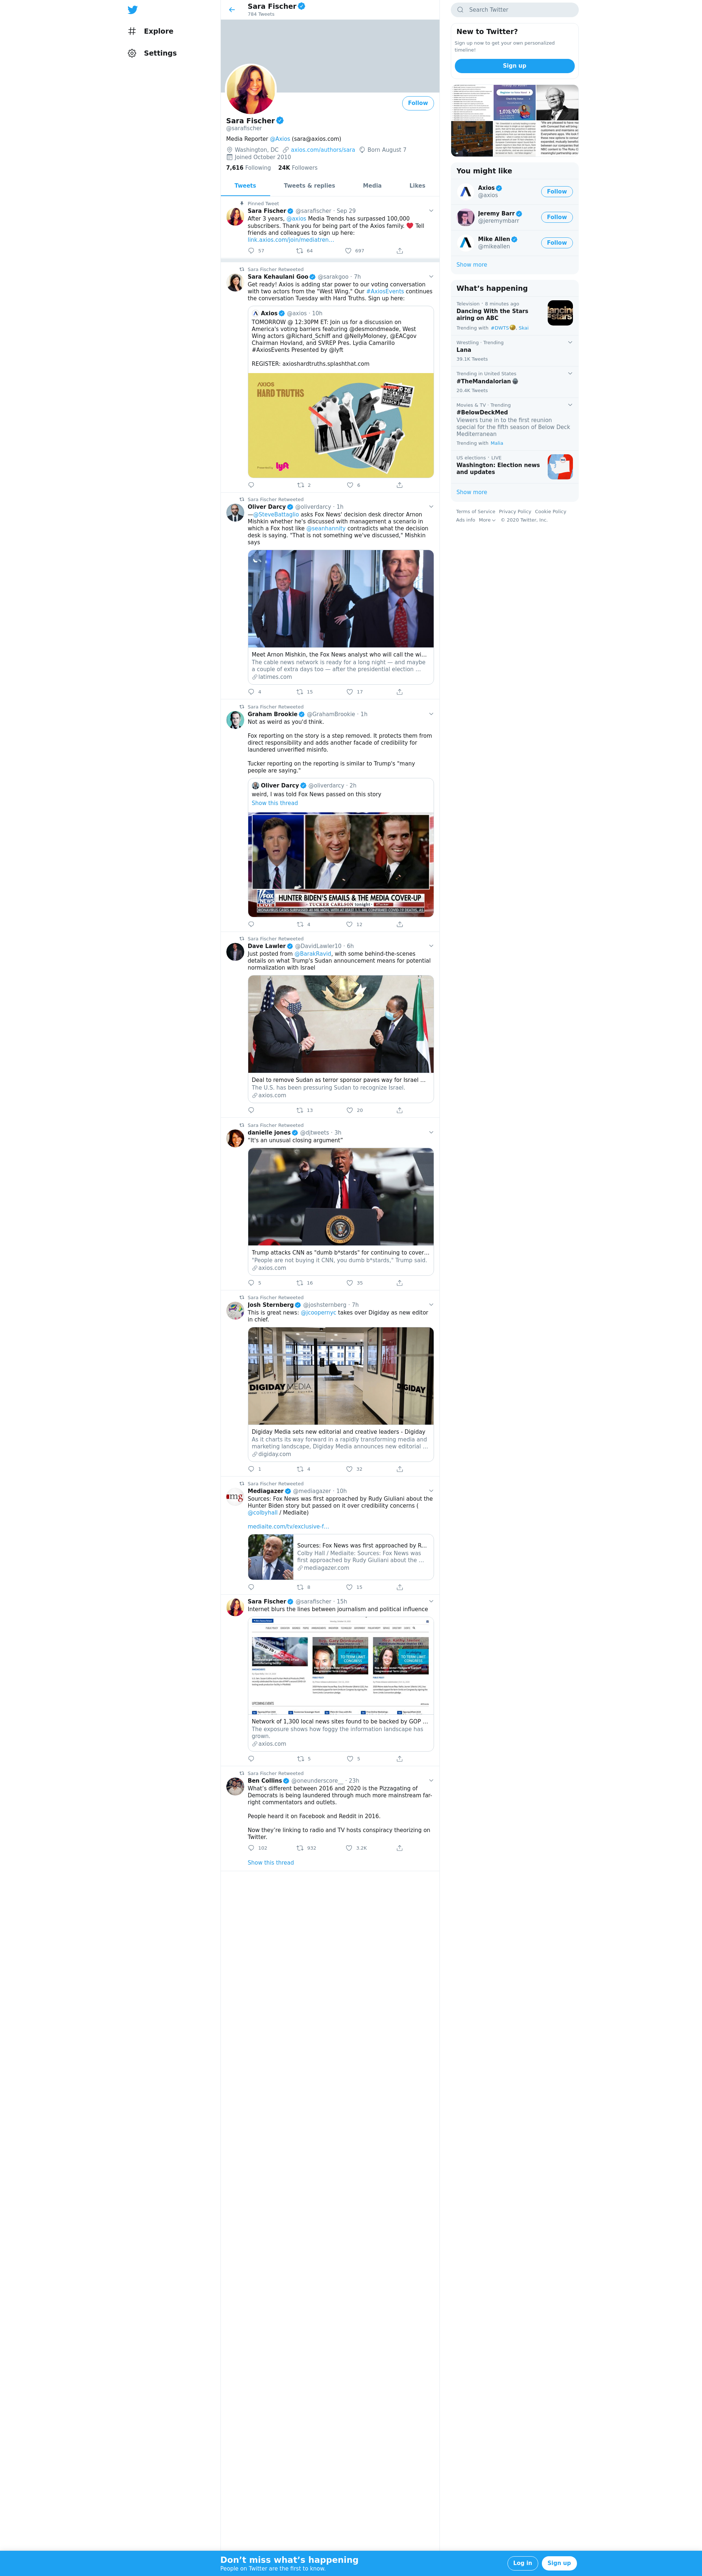 Explore
Settings
Sara Fischer
784 Tweets
Follow
Sara Fischer
@sarafischer
Media Reporter @Axios (sara@axios.com)
Washington, DC axios.com/authors/sara Born August 7
Joined October 2010
7,616 Following 24K Followers
Tweets Tweets & replies Media Likes
Pinned Tweet
Sara Fischer @sarafischer · Sep 29
After 3 years, @axios Media Trends has surpassed 100,000
subscribers. Thank you for being part of the Axios family. ❤️ Tell
friends and colleagues to sign up here:
link.axios.com/join/mediatren…
57 64 697
Sara Fischer Retweeted
Sara Kehaulani Goo @sarakgoo · 7h
Get ready! Axios is adding star power to our voting conversation
with two actors from the "West Wing." Our #AxiosEvents continues
the conversation Tuesday with Hard Truths. Sign up here:
Axios @axios · 10h
TOMORROW @ 12:30PM ET: Join us for a discussion on
America's voting barriers featuring @desmondmeade, West
Wing actors @Richard_Schiff and @NellyMoloney, @EACgov
Chairman Hovland, and SVREP Pres. Lydia Camarillo
#AxiosEvents Presented by @lyft
REGISTER: axioshardtruths.splashthat.com
AXIOS
HARD TRUTHS
lyft
2 6
Sara Fischer Retweeted
Oliver Darcy @oliverdarcy · 1h
—@SteveBattaglio asks Fox News' decision desk director Arnon
Mishkin whether he's discussed with management a scenario in
which a Fox host like @seanhannity contradicts what the decision
desk is saying. "That is not something we've discussed," Mishkin
says
Meet Arnon Mishkin, the Fox News analyst who will call the wi…
The cable news network is ready for a long night — and maybe
a couple of extra days too — after the presidential election …
latimes.com
4 15 17
Sara Fischer Retweeted
Graham Brookie @GrahamBrookie · 1h
Not as weird as you'd think.
Fox reporting on the story is a step removed. It protects them from
direct responsibility and adds another facade of credibility for
laundered unverified misinfo.
Tucker reporting on the reporting is similar to Trump's "many
people are saying."
Oliver Darcy @oliverdarcy · 2h
weird, I was told Fox News passed on this story
Show this thread
HUNTER BIDEN'S EMAILS & THE MEDIA COVER-UP
TUCKER CARLSON tonight
4 12
Sara Fischer Retweeted
Dave Lawler @DavidLawler10 · 6h
Just posted from @BarakRavid, with some behind-the-scenes
details on what Trump's Sudan announcement means for potential
normalization with Israel
Deal to remove Sudan as terror sponsor paves way for Israel …
The U.S. has been pressuring Sudan to recognize Israel.
axios.com
13 20
Sara Fischer Retweeted
danielle jones @djtweets · 3h
"It's an unusual closing argument"
Trump attacks CNN as "dumb b*stards" for continuing to cover…
"People are not buying it CNN, you dumb b*stards," Trump said.
axios.com
5 16 35
Sara Fischer Retweeted
Josh Sternberg @joshsternberg · 7h
This is great news: @jcoopernyc takes over Digiday as new editor
in chief.
DIGIDAY MEDIA
DIGIDAY
Digiday Media sets new editorial and creative leaders - Digiday
As it charts its way forward in a rapidly transforming media and
marketing landscape, Digiday Media announces new editorial …
digiday.com
1 4 32
Sara Fischer Retweeted
Mediagazer @mediagazer · 10h
Sources: Fox News was first approached by Rudy Giuliani about the
Hunter Biden story but passed on it over credibility concerns (
@colbyhall / Mediaite)
mediaite.com/tv/exclusive-f…
Sources: Fox News was first approached by R…
Colby Hall / Mediaite: Sources: Fox News was
first approached by Rudy Giuliani about the …
mediagazer.com
8 15
Sara Fischer @sarafischer · 15h
Internet blurs the lines between journalism and political influence
UPCOMING EVENTS
Network of 1,300 local news sites found to be backed by GOP …
The exposure shows how foggy the information landscape has
grown.
axios.com
5 5
Sara Fischer Retweeted
Ben Collins @oneunderscore__ · 23h
What's different between 2016 and 2020 is the Pizzagating of
Democrats is being laundered through much more mainstream far-
right commentators and outlets.
People heard it on Facebook and Reddit in 2016.
Now they're linking to radio and TV hosts conspiracy theorizing on
Twitter.
102 932 3.2K
Show this thread
Search Twitter
New to Twitter?
Sign up now to get your own personalized
timeline!
Sign up
You might like
Axios
@axios
Follow
Jeremy Barr
@jeremymbarr
Follow
Mike Allen
@mikeallen
Follow
Show more
What's happening
Television · 8 minutes ago
Dancing With the Stars
airing on ABC
Trending with #DWTS, Skai
Wrestling · Trending
Lana
39.1K Tweets
Trending in United States
#TheMandalorian
20.4K Tweets
Movies & TV · Trending
#BelowDeckMed
Viewers tune in to the first reunion
special for the fifth season of Below Deck
Mediterranean
Trending with Malia
US elections · LIVE
Washington: Election news
and updates
Show more
Terms of Service Privacy Policy Cookie Policy
Ads info More © 2020 Twitter, Inc.
Don't miss what's happening
People on Twitter are the first to know.
Log in Sign up